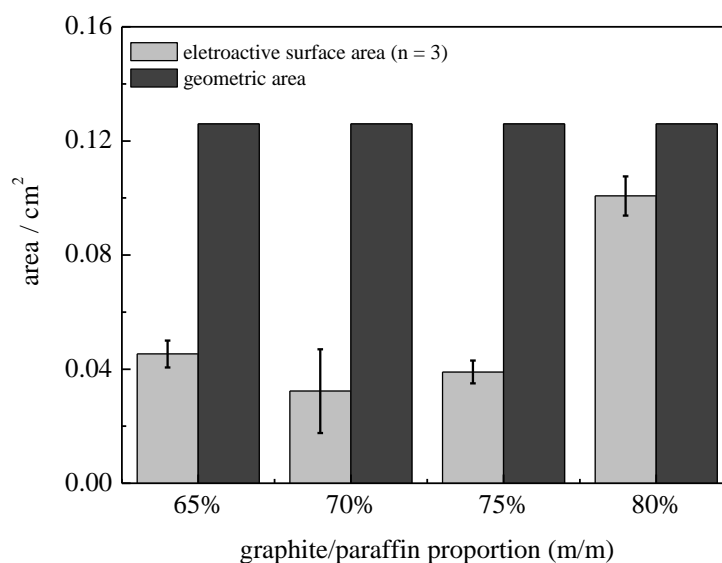 0.16
eletroactive surface area (n = 3)
geometric area
0.12
0.08
0.04
0.00
area / cm²
65% 70% 75% 80%
graphite/paraffin proportion (m/m)